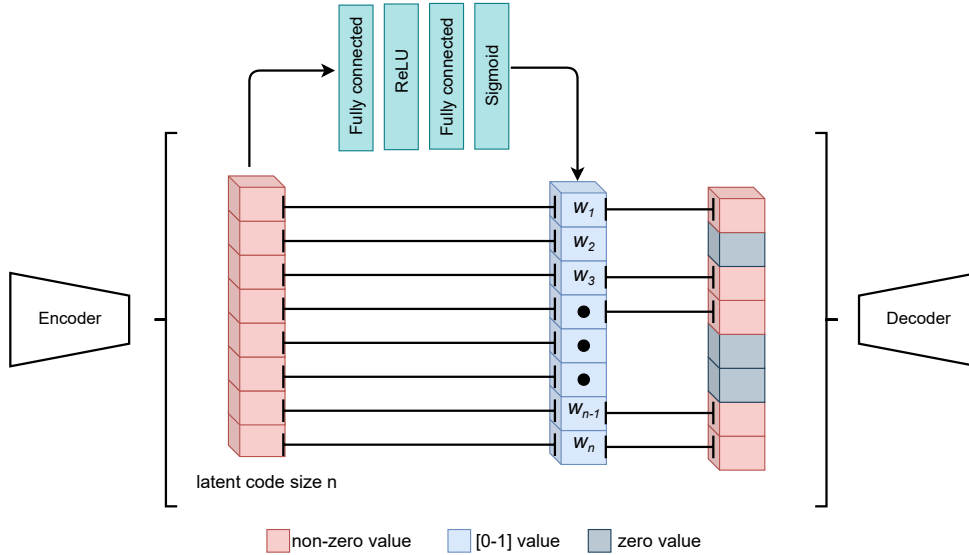 Fully connected
ReLU
Fully connected
Sigmoid
Encoder
w1
w2
w3
wn-1
wn
Decoder
latent code size n
non-zero value
[0-1] value
zero value